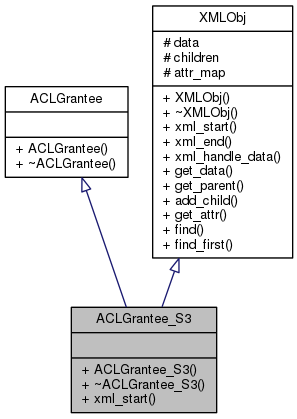 XMLObj
# data
# children
# attr_map
+ XMLObj()
+ ~XMLObj()
+ xml_start()
+ xml_end()
+ xml_handle_data()
+ get_data()
+ get_parent()
+ add_child()
+ get_attr()
+ find()
+ find_first()
ACLGrantee
+ ACLGrantee()
+ ~ACLGrantee()
ACLGrantee_S3
+ ACLGrantee_S3()
+ ~ACLGrantee_S3()
+ xml_start()